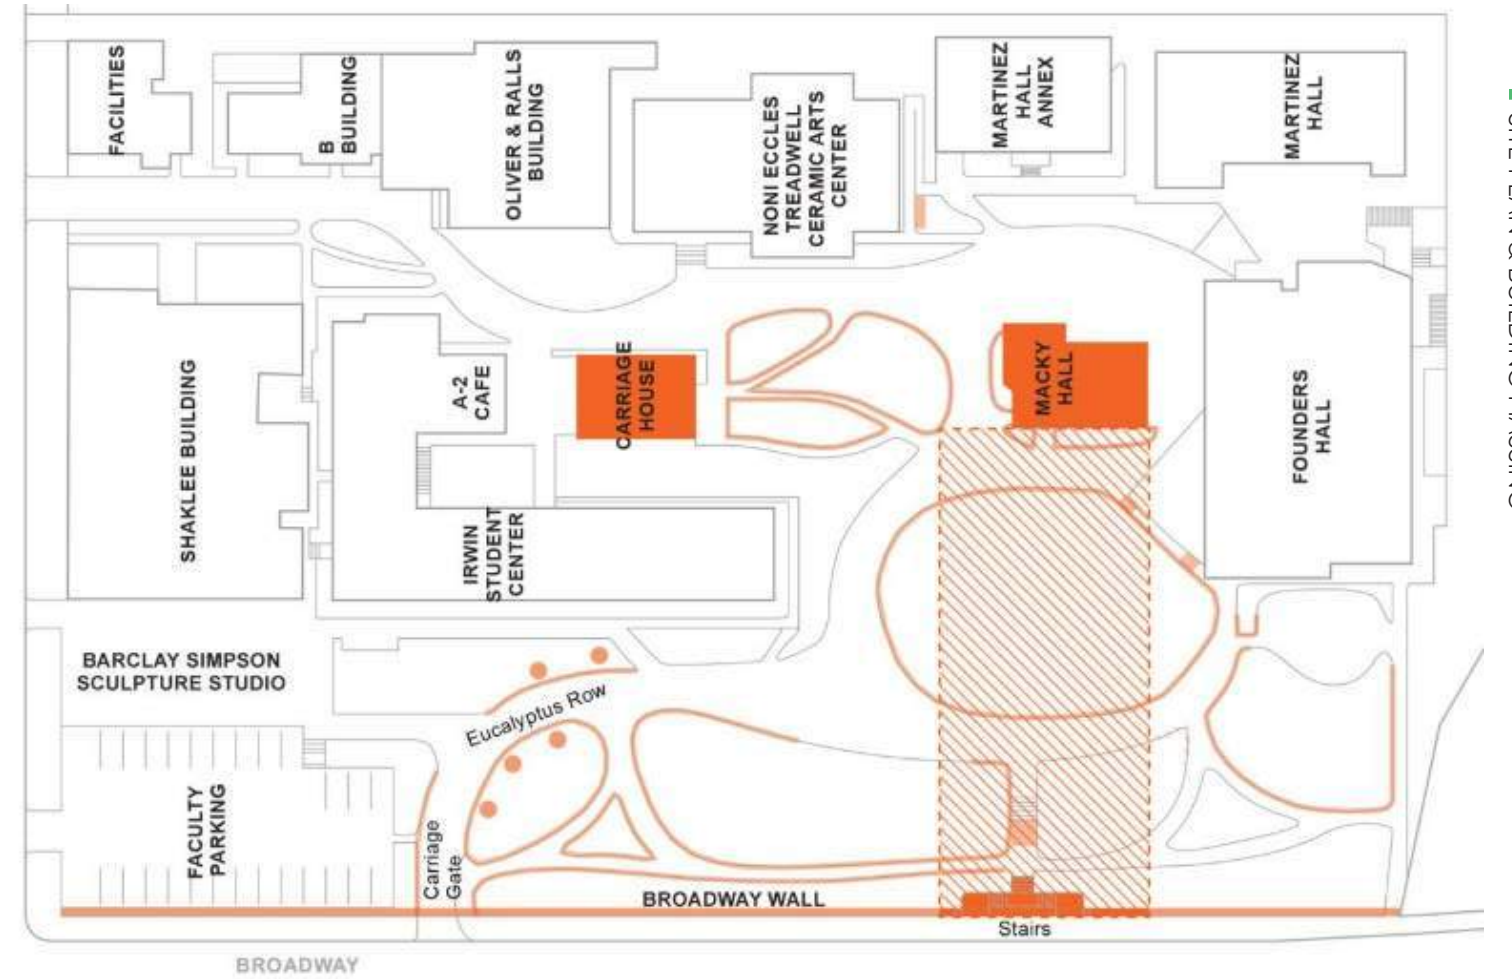 FACILITIES
B
BUILDING
OLIVER & RALLS
BUILDING
NONI ECCLES
TREADWELL
CERAMIC ARTS
CENTER
MARTINEZ
HALL
ANNEX
MARTINEZ
HALL
SHAKLEE BUILDING
A-2
CAFE
CARRIAGE
HOUSE
MACKY
HALL
FOUNDERS
HALL
IRWIN
STUDENT
CENTER
BARCLAY SIMPSON
SCULPTURE STUDIO
Eucalyptus Row
FACULTY
PARKING
Carriage
Gate
BROADWAY WALL
Stairs
BROADWAY